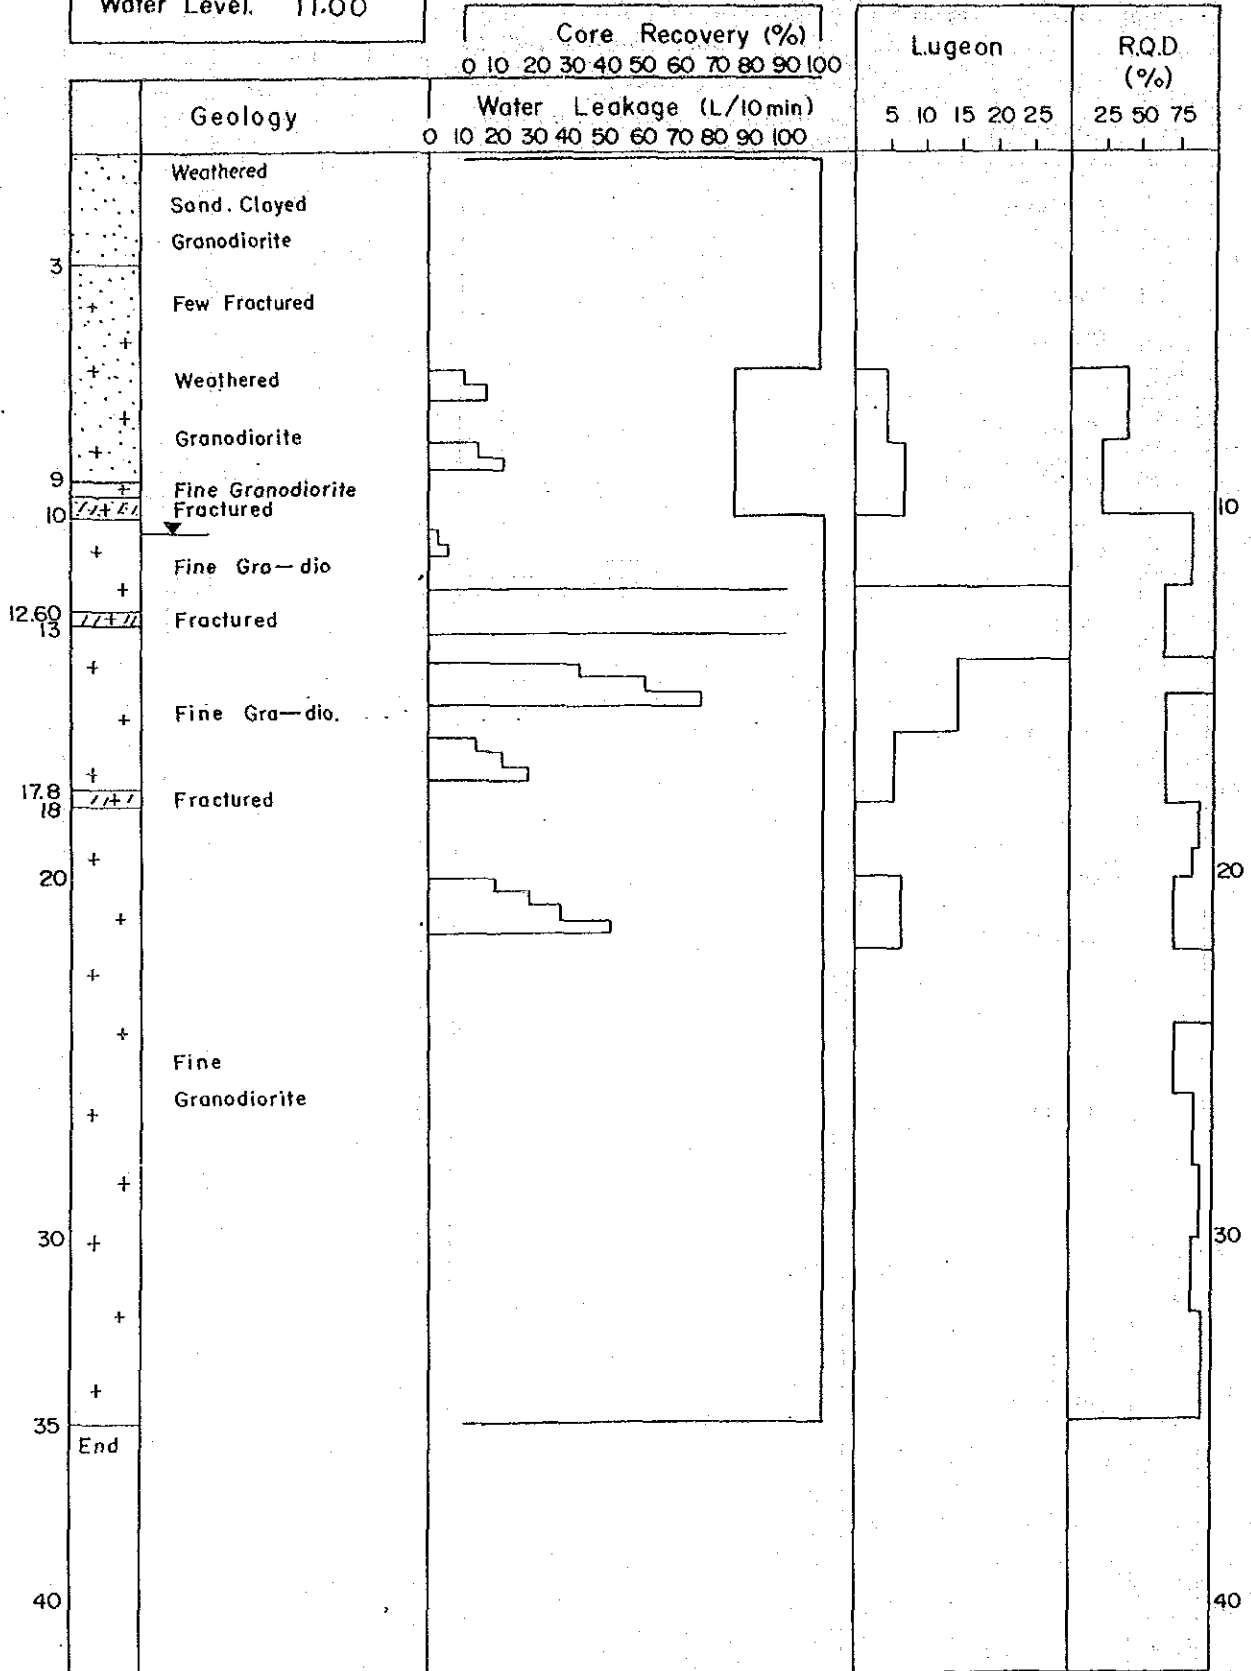 Water Level. 11.00
Core Recovery (%)
0 10 20 30 40 50 60 70 80 90 100
Lugeon
5 10 15 20 25
R.Q.D
(%)
25 50 75
Geology
Water Leakage (L/10min)
0 10 20 30 40 50 60 70 80 90 100
Weathered
Sand. Clayed
Granodiorite
3
Few Fractured
Weathered
Granodiorite
9
Fine Granodiorite
Fractured
10
10
Fine Gra-dio
12.60
13
Fractured
Fine Gra-dio.
17.8
18
Fractured
20
20
Fine
Granodiorite
30
30
35
End
40
40